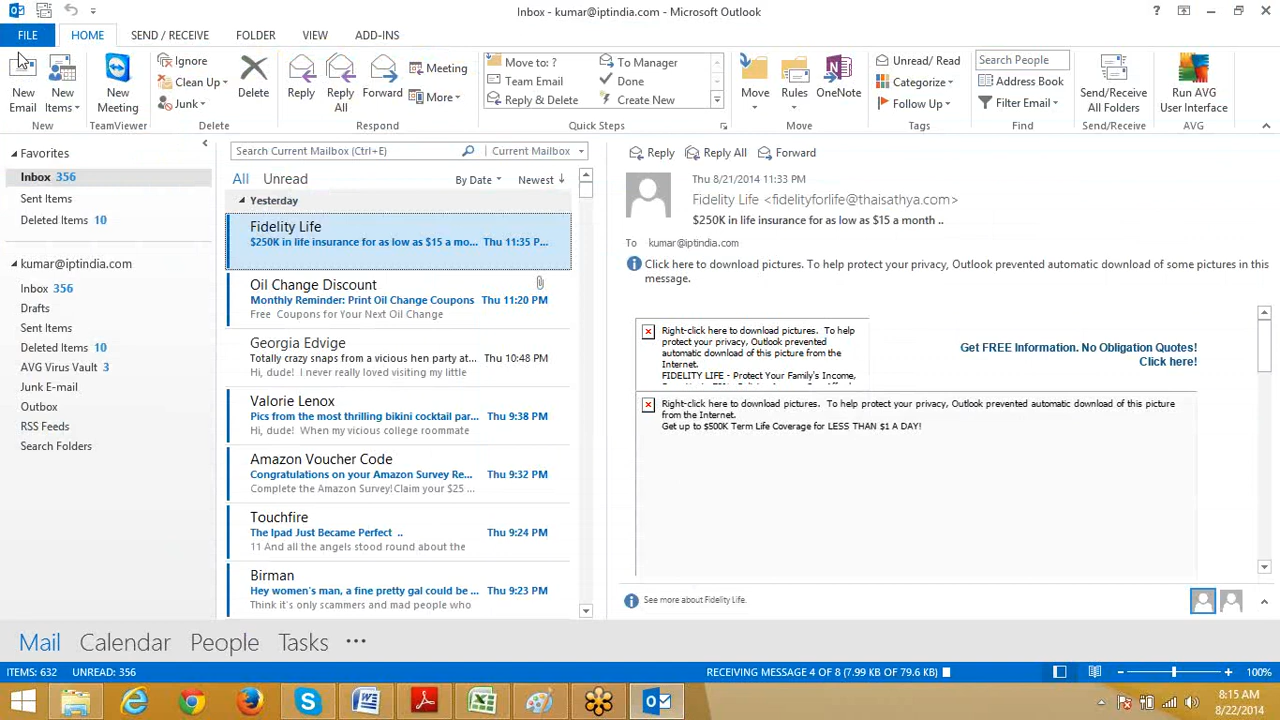 Inbox - kumar@iptindia.com - Microsoft Outlook
FILE HOME SEND / RECEIVE FOLDER VIEW ADD-INS
New Email
New Items
New
New Meeting
TeamViewer
Ignore
Clean Up
Junk
Delete
Delete
Reply
Reply All
Forward
Meeting
More
Respond
Move to: ?
Team Email
Reply & Delete
To Manager
Done
Create New
Quick Steps
Move
Rules
OneNote
Move
Unread/ Read
Categorize
Follow Up
Tags
Search People
Address Book
Filter Email
Find
Send/Receive All Folders
Send/Receive
Run AVG User Interface
AVG
Favorites
Inbox 356
Sent Items
Deleted Items 10
kumar@iptindia.com
Inbox 356
Drafts
Sent Items
Deleted Items 10
AVG Virus Vault 3
Junk E-mail
Outbox
RSS Feeds
Search Folders
Search Current Mailbox (Ctrl+E) Current Mailbox
All Unread By Date Newest
Yesterday
Fidelity Life
$250K in life insurance for as low as $15 a mo... Thu 11:35 P...
Oil Change Discount
Monthly Reminder: Print Oil Change Coupons Thu 11:20 PM
Free Coupons for Your Next Oil Change
Georgia Edvige
Totally crazy snaps from a vicious hen party at... Thu 10:48 PM
Hi, dude! I never really loved visiting my little
Valorie Lenox
Pics from the most thrilling bikini cocktail par... Thu 9:38 PM
Hi, dude! When my vicious college roommate
Amazon Voucher Code
Congratulations on your Amazon Survey Re... Thu 9:32 PM
Complete the Amazon Survey!Claim your $25 ...
Touchfire
The Ipad Just Became Perfect .. Thu 9:24 PM
11 And all the angels stood round about the
Birman
Hey women's man, a fine pretty gal could be ... Thu 9:23 PM
Think it's only scammers and mad people who
Reply Reply All Forward
Thu 8/21/2014 11:33 PM
Fidelity Life <fidelityforlife@thaisathya.com>
$250K in life insurance for as low as $15 a month ..
To kumar@iptindia.com
Click here to download pictures. To help protect your privacy, Outlook prevented automatic download of some pictures in this
message.
Right-click here to download pictures. To help
protect your privacy, Outlook prevented
automatic download of this picture from the
Internet.
FIDELITY LIFE - Protect Your Family's Income,
Get FREE Information. No Obligation Quotes!
Click here!
Right-click here to download pictures. To help protect your privacy, Outlook prevented automatic download of this picture
from the Internet.
Get up to $500K Term Life Coverage for LESS THAN $1 A DAY!
See more about Fidelity Life.
Mail Calendar People Tasks
ITEMS: 632 UNREAD: 356 RECEIVING MESSAGE 4 OF 8 (7.99 KB OF 79.6 KB) 100%
8:15 AM
8/22/2014